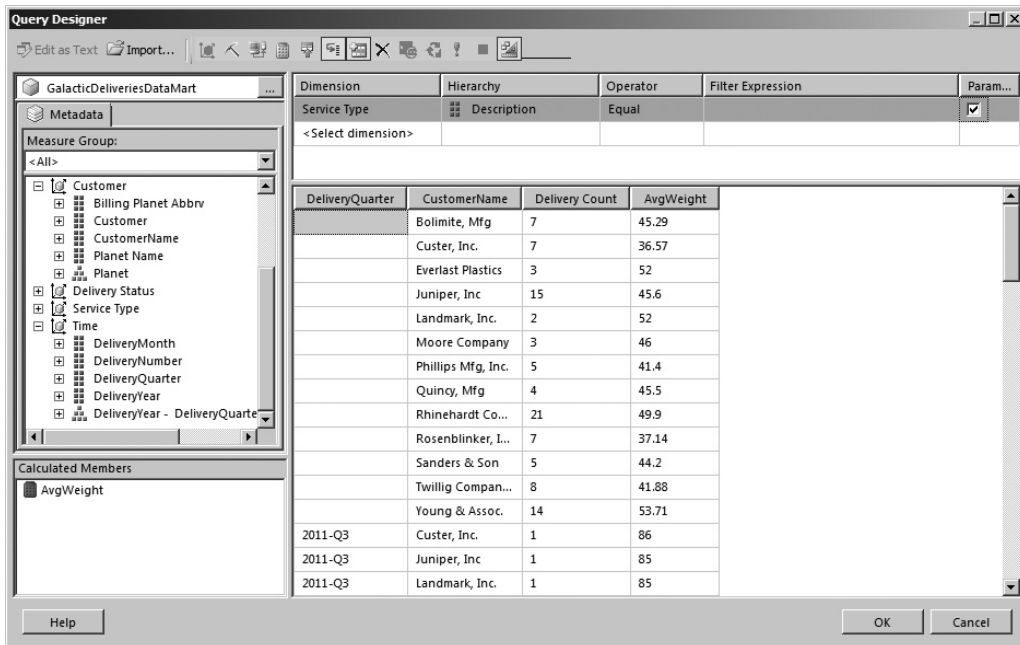 Query Designer
Edit as Text Import...
GalacticDeliveriesDataMart ...
Metadata
Measure Group:
<All>
Customer
Billing Planet Abbrv
Customer
CustomerName
Planet Name
Planet
Delivery Status
Service Type
Time
DeliveryMonth
DeliveryNumber
DeliveryQuarter
DeliveryYear
DeliveryYear - DeliveryQuarte
Calculated Members
AvgWeight
Dimension Hierarchy Operator Filter Expression Param...
Service Type Description Equal
<Select dimension>
DeliveryQuarter CustomerName Delivery Count AvgWeight
Bolimite, Mfg 7 45.29
Custer, Inc. 7 36.57
Everlast Plastics 3 52
Juniper, Inc 15 45.6
Landmark, Inc. 2 52
Moore Company 3 46
Phillips Mfg, Inc. 5 41.4
Quincy, Mfg 4 45.5
Rhinehardt Co... 21 49.9
Rosenblinker, I... 7 37.14
Sanders & Son 5 44.2
Twillig Compan... 8 41.88
Young & Assoc. 14 53.71
2011-Q3 Custer, Inc. 1 86
2011-Q3 Juniper, Inc 1 85
2011-Q3 Landmark, Inc. 1 85
Help OK Cancel